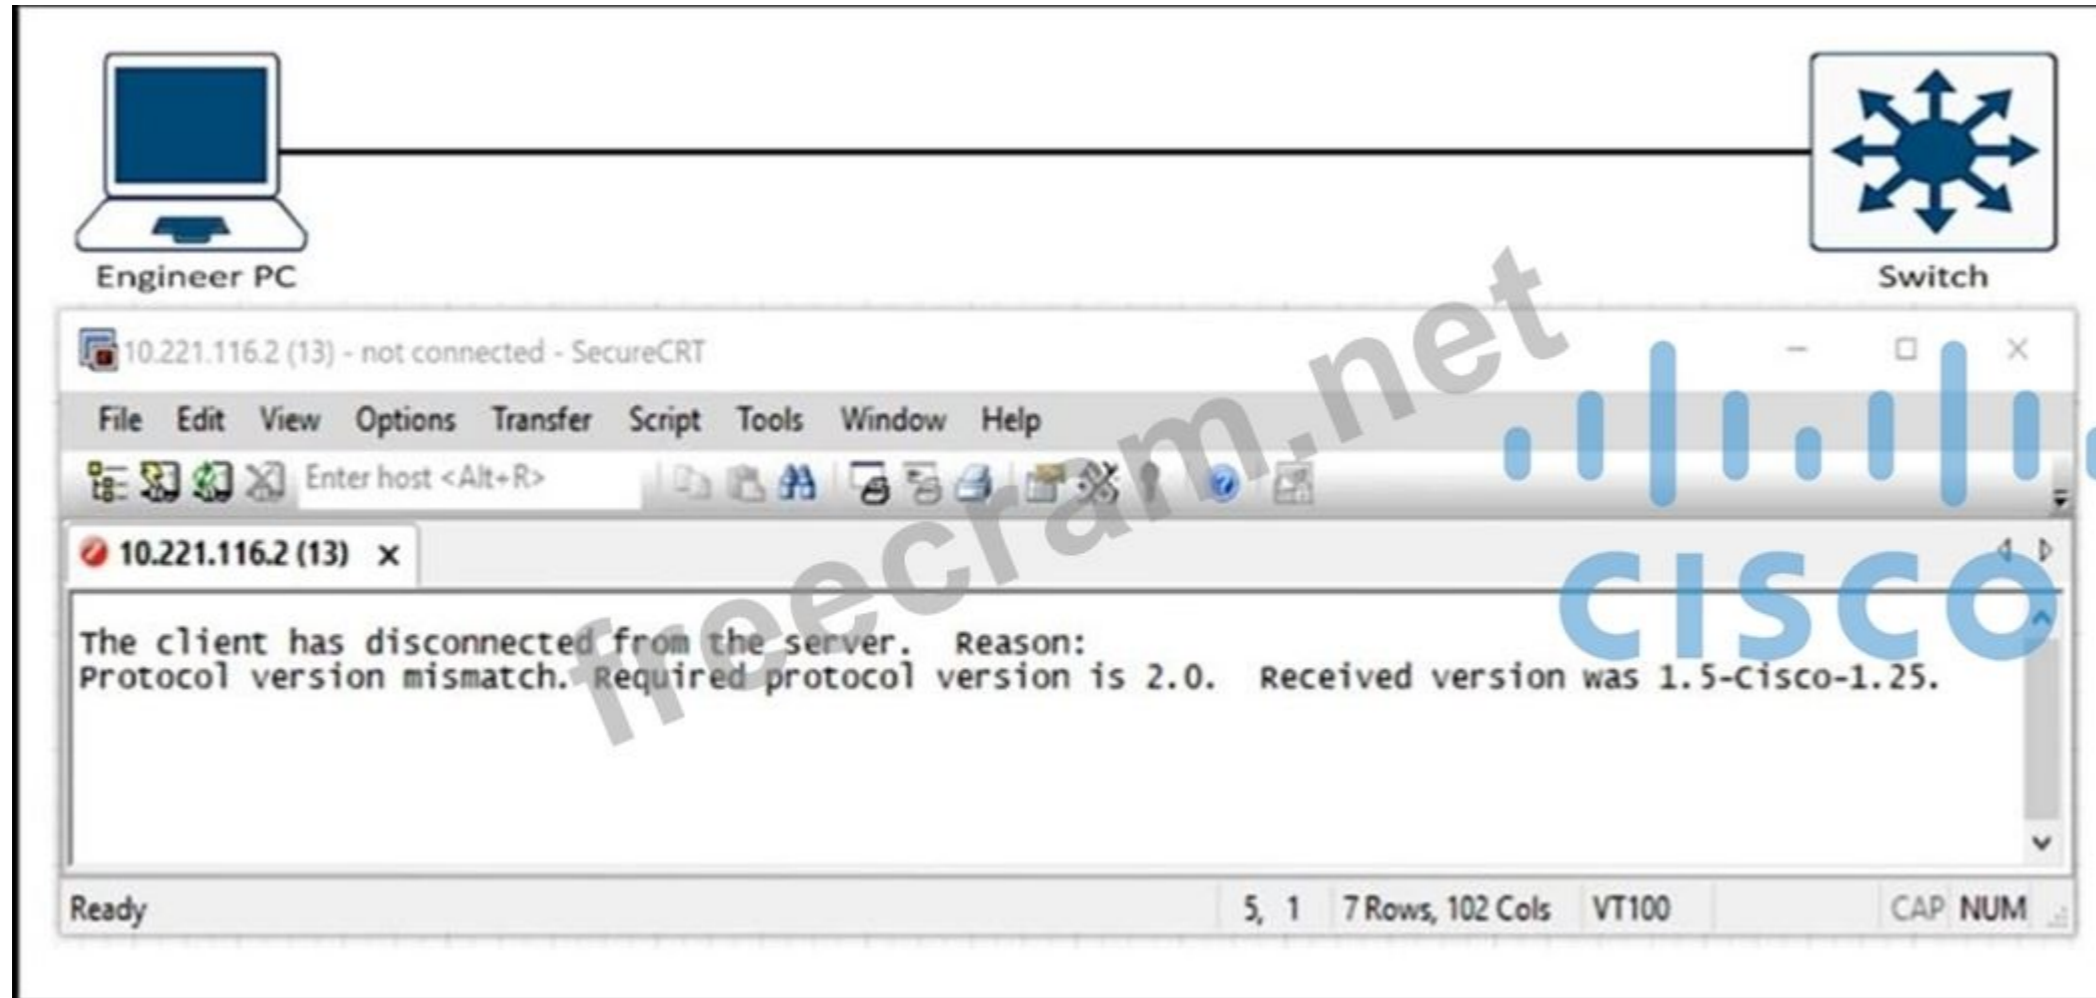 Engineer PC
Switch
10.221.116.2 (13) - not connected - SecureCRT
File Edit View Options Transfer Script Tools Window Help
Enter host <Alt+R>
10.221.116.2 (13) x
freecram.net
CISCO
The client has disconnected from the server. Reason:
Protocol version mismatch. Required protocol version is 2.0. Received version was 1.5-Cisco-1.25.
Ready 5, 1 7 Rows, 102 Cols VT100 CAP NUM